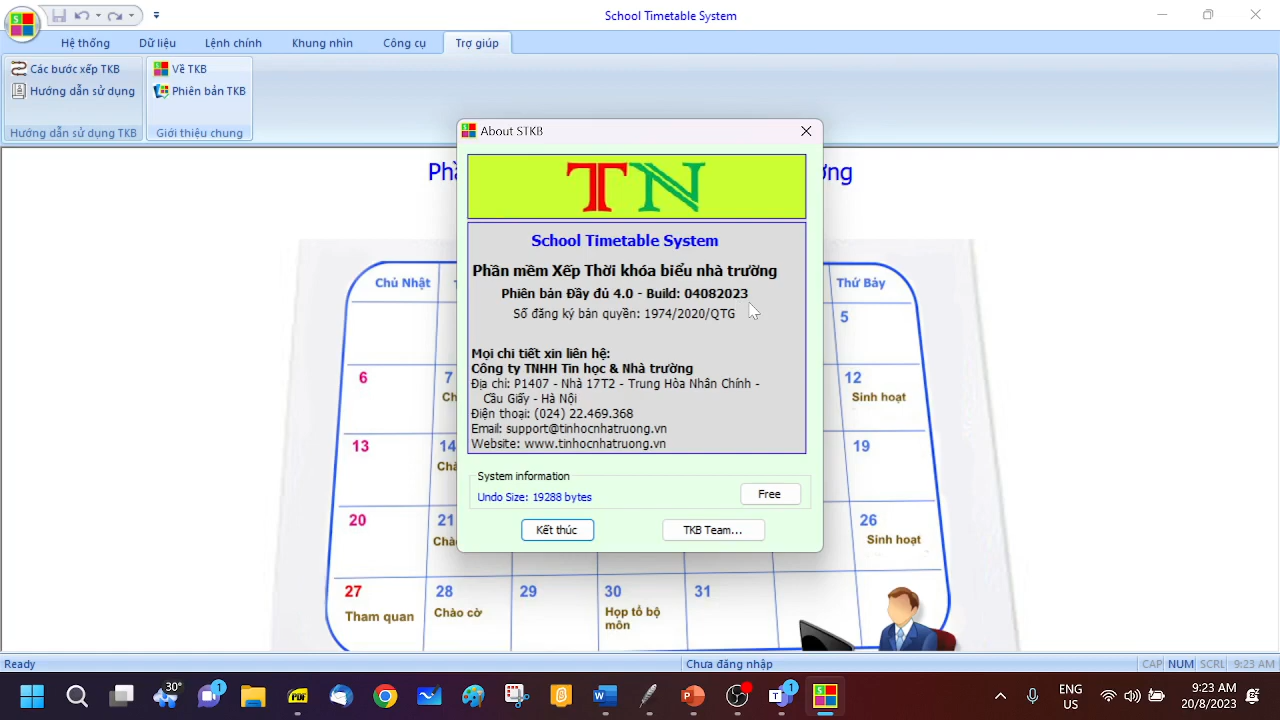 School Timetable System
Hệ thống
Dữ liệu
Lệnh chính
Khung nhìn
Công cụ
Trợ giúp
Các bước xếp TKB
Hướng dẫn sử dụng
Hướng dẫn sử dụng TKB
Về TKB
Phiên bản TKB
Giới thiệu chung
About STKB
TN
School Timetable System
Phần mềm Xếp Thời khóa biểu nhà trường
Phiên bản Đầy đủ 4.0 - Build: 04082023
Số đăng ký bản quyền: 1974/2020/QTG
Mọi chi tiết xin liên hệ:
Công ty TNHH Tin học & Nhà trường
Địa chỉ: P1407 - Nhà 17T2 - Trung Hòa Nhân Chính -
Cầu Giấy - Hà Nội
Điện thoại: (024) 22.469.368
Email: support@tinhocnhatruong.vn
Website: www.tinhocnhatruong.vn
System information
Undo Size: 19288 bytes
Free
Kết thúc
TKB Team...
Chủ Nhật
Thứ Bảy
5
6
7
12
Sinh hoạt
13
14
19
20
21
26
Sinh hoạt
27
Tham quan
28
Chào cờ
29
30
Họp tổ bộ
môn
31
Ready
Chưa đăng nhập
CAP NUM SCRL 9:23 AM
30°
1
PDF
1
ENG
US
9:23 AM
20/8/2023